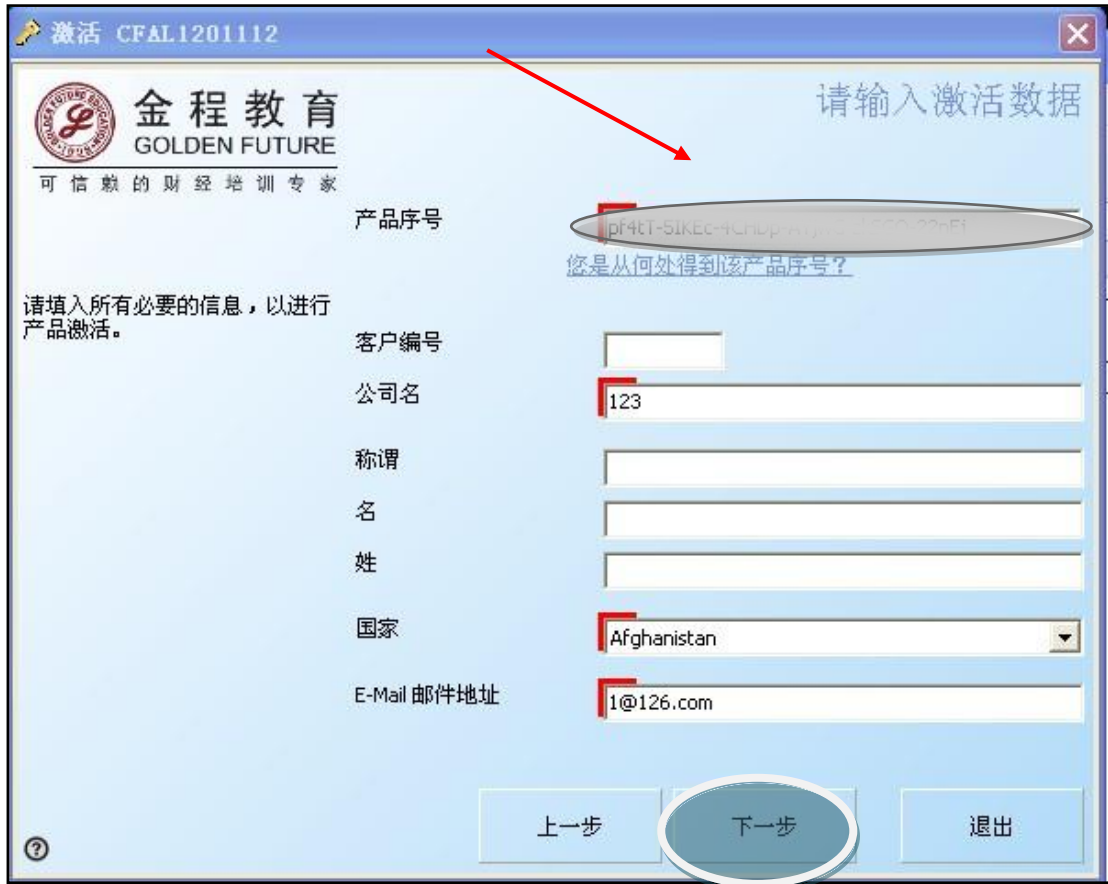 激活 CFAL1201112
金程教育
GOLDEN FUTURE
可信赖的财经培训专家
请输入激活数据
请填入所有必要的信息，以进行
产品激活。
产品序号
pf4tT-5IKEc-
您是从何处得到该产品序号？
客户编号
公司名
123
称谓
名
姓
国家
Afghanistan
E-Mail 邮件地址
1@126.com
上一步
下一步
退出